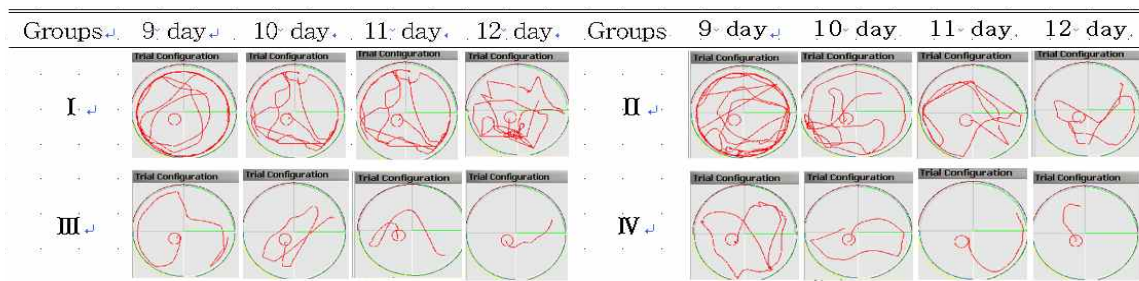 Groups 9 day 10 day 11 day 12 day Groups 9 day 10 day 11 day 12 day
Trial Configuration Trial Configuration Trial Configuration Trial Configuration Trial Configuration Trial Configuration Trial Configuration Trial Configuration
I II
Trial Configuration Trial Configuration Trial Configuration Trial Configuration Trial Configuration Trial Configuration Trial Configuration Trial Configuration
III IV